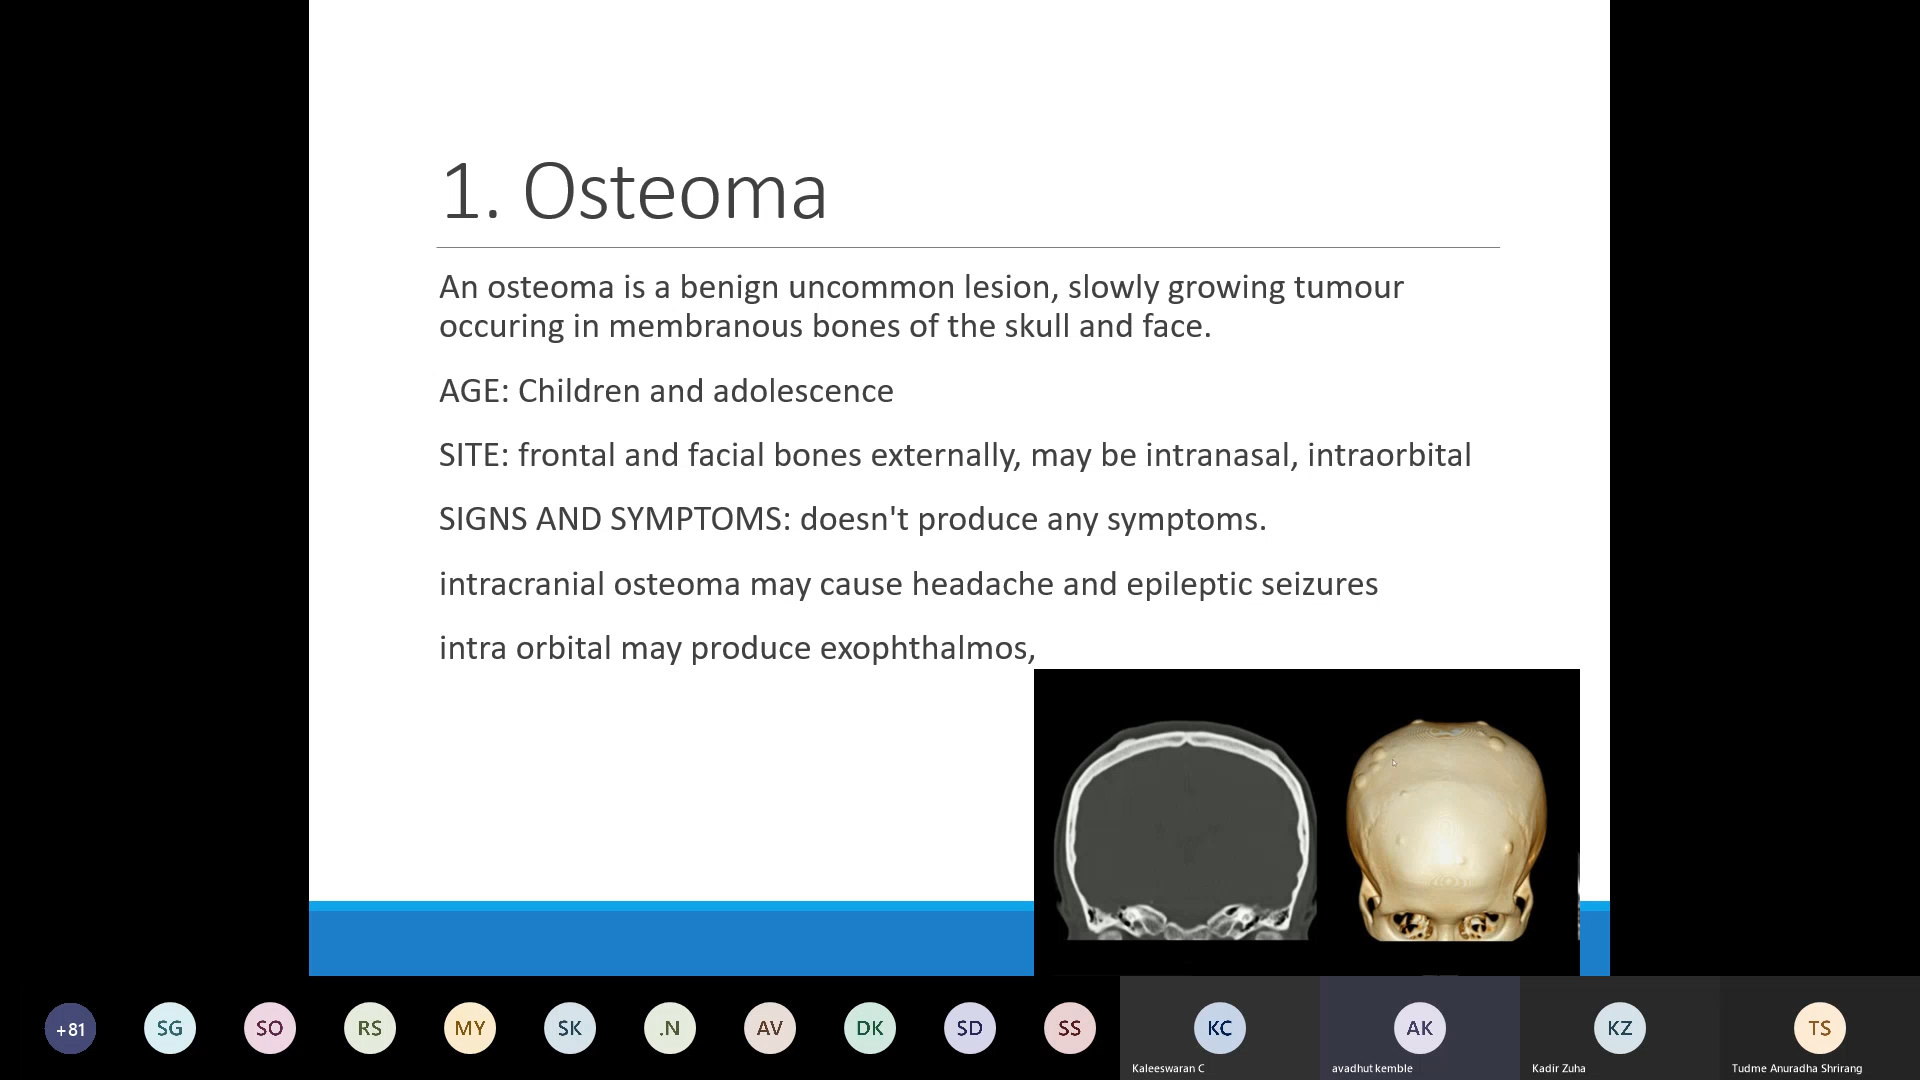 1. Osteoma
An osteoma is a benign uncommon lesion, slowly growing tumour
occuring in membranous bones of the skull and face.
AGE: Children and adolescence
SITE: frontal and facial bones externally, may be intranasal, intraorbital
SIGNS AND SYMPTOMS: doesn't produce any symptoms.
intracranial osteoma may cause headache and epileptic seizures
intra orbital may produce exophthalmos,
+81 SG SO RS MY SK .N AV DK SD SS KC AK KZ TS
Kaleeswaran C avadhut kemble Kadir Zuha Tudme Anuradha Shrirang